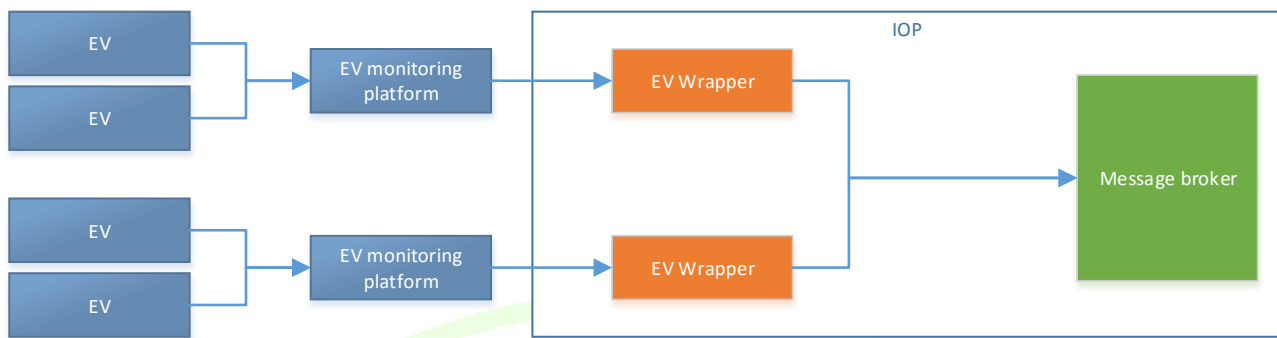 IOP
EV
EV
EV monitoring
platform
EV Wrapper
Message broker
EV
EV
EV monitoring
platform
EV Wrapper